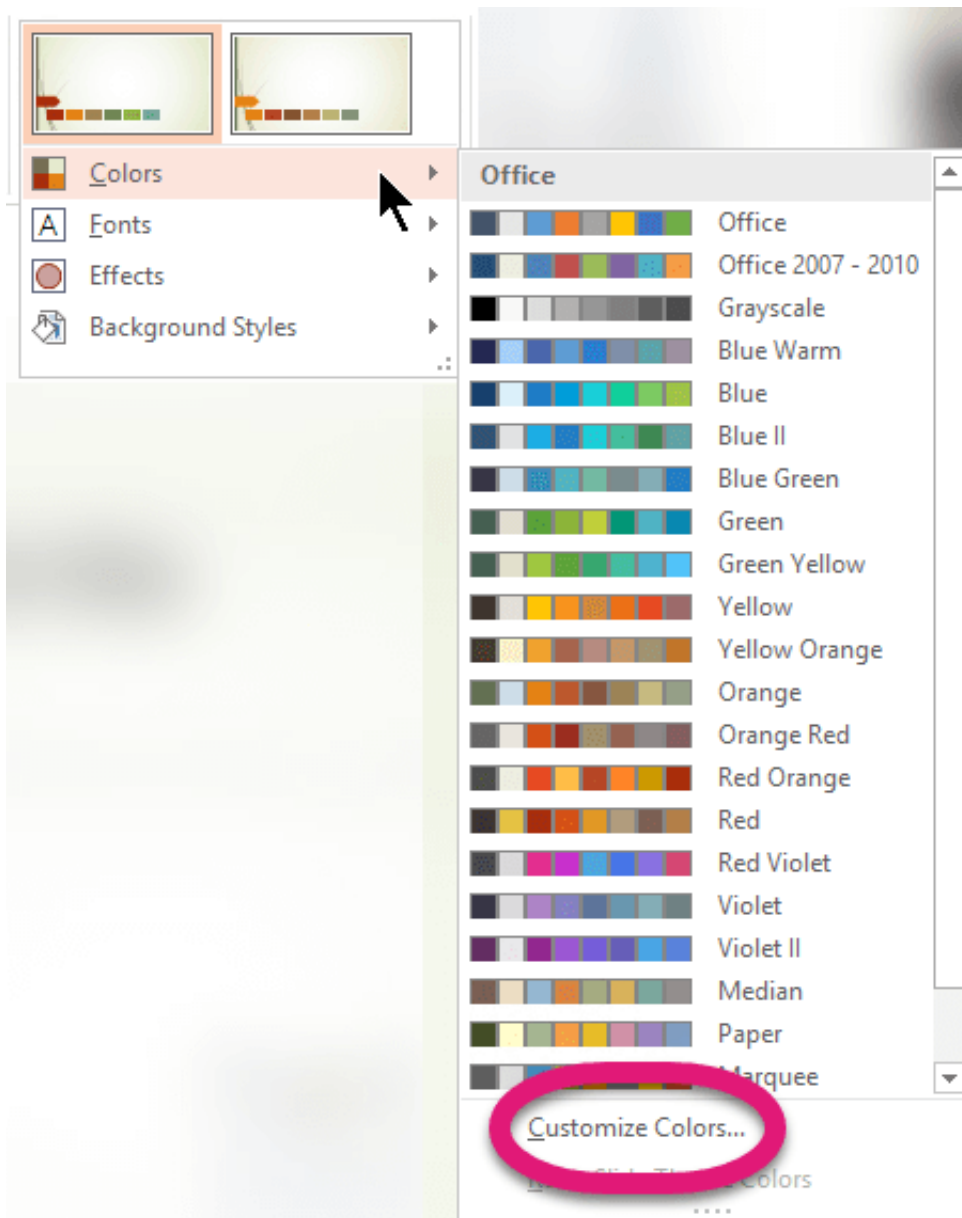 Colors
A Fonts
Effects
Background Styles
Office
Office
Office 2007 - 2010
Grayscale
Blue Warm
Blue
Blue II
Blue Green
Green
Green Yellow
Yellow
Yellow Orange
Orange
Orange Red
Red Orange
Red
Red Violet
Violet
Violet II
Median
Paper
Marquee
Customize Colors...
Colors